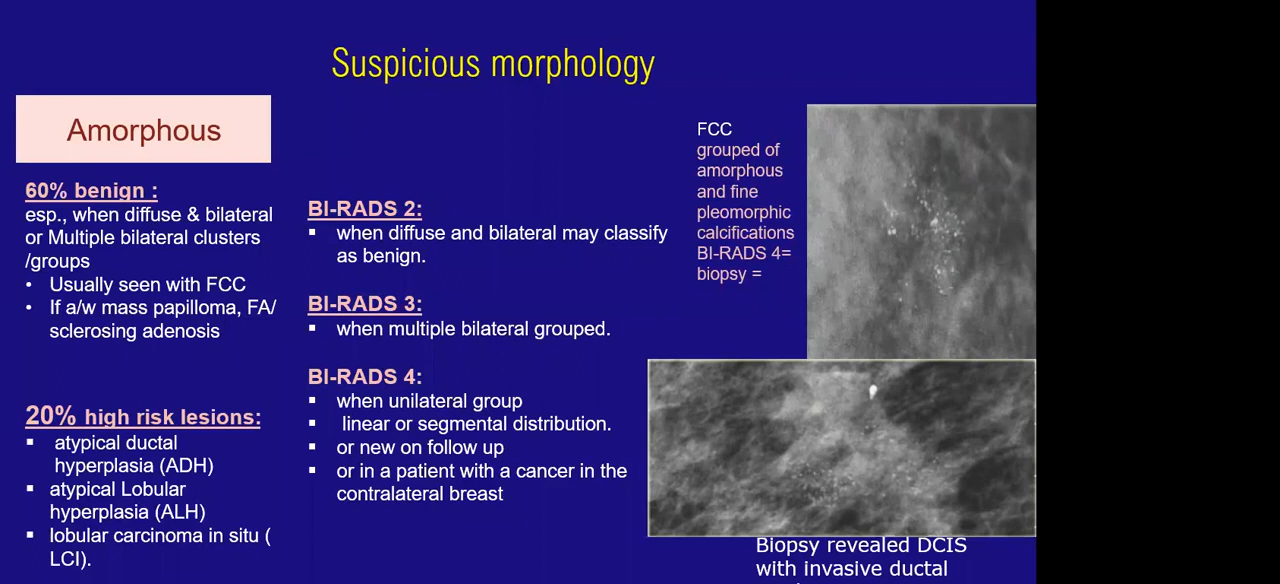 Suspicious morphology
Amorphous
60% benign :
esp., when diffuse & bilateral
or Multiple bilateral clusters
/groups
• Usually seen with FCC
• If a/w mass papilloma, FA/
sclerosing adenosis
20% high risk lesions:
▪ atypical ductal
hyperplasia (ADH)
▪ atypical Lobular
hyperplasia (ALH)
▪ lobular carcinoma in situ (
LCI).
BI-RADS 2:
▪ when diffuse and bilateral may classify
as benign.
BI-RADS 3:
▪ when multiple bilateral grouped.
BI-RADS 4:
▪ when unilateral group
▪ linear or segmental distribution.
▪ or new on follow up
▪ or in a patient with a cancer in the
contralateral breast
FCC
grouped of
amorphous
and fine
pleomorphic
calcifications
BI-RADS 4=
biopsy =
Biopsy revealed DCIS
with invasive ductal